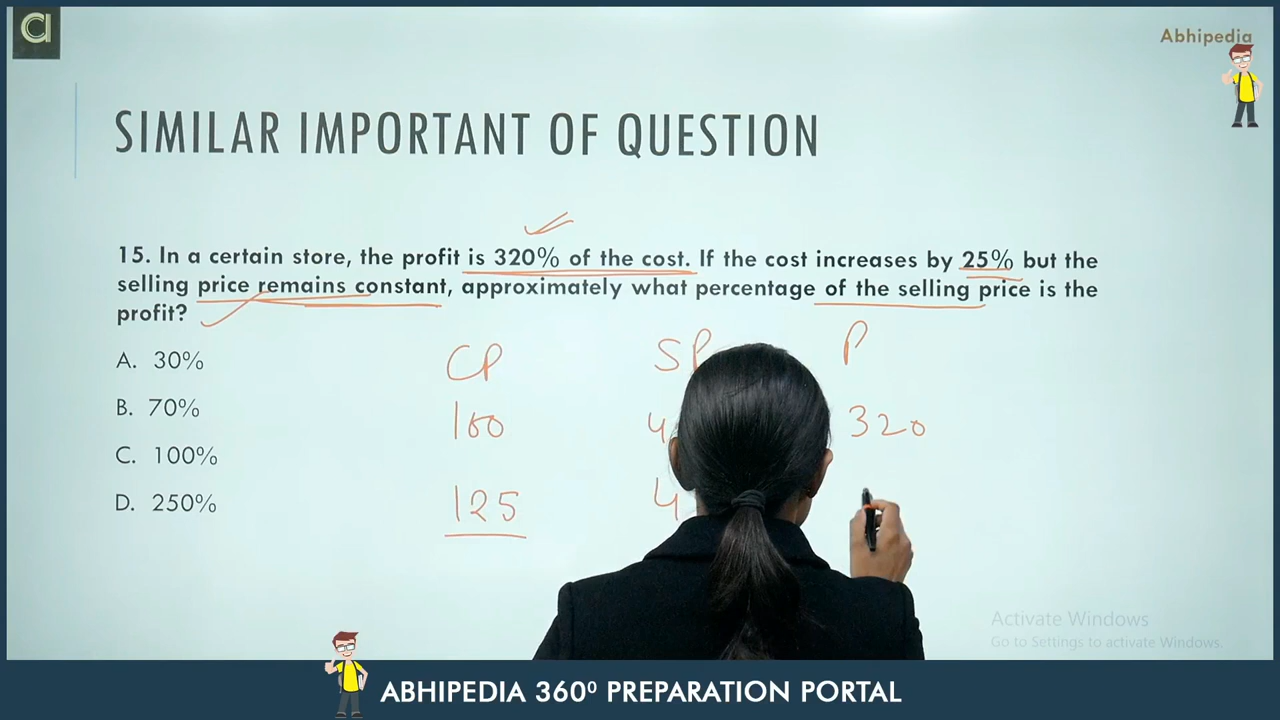 a
Abhipedia
SIMILAR IMPORTANT OF QUESTION
15. In a certain store, the profit is 320% of the cost. If the cost increases by 25% but the
selling price remains constant, approximately what percentage of the selling price is the
profit?
A. 30%
B. 70%
C. 100%
D. 250%
CP SP P
100 4 320
125 4
Activate Windows
Go to Settings to activate Windows.
ABHIPEDIA 360⁰ PREPARATION PORTAL